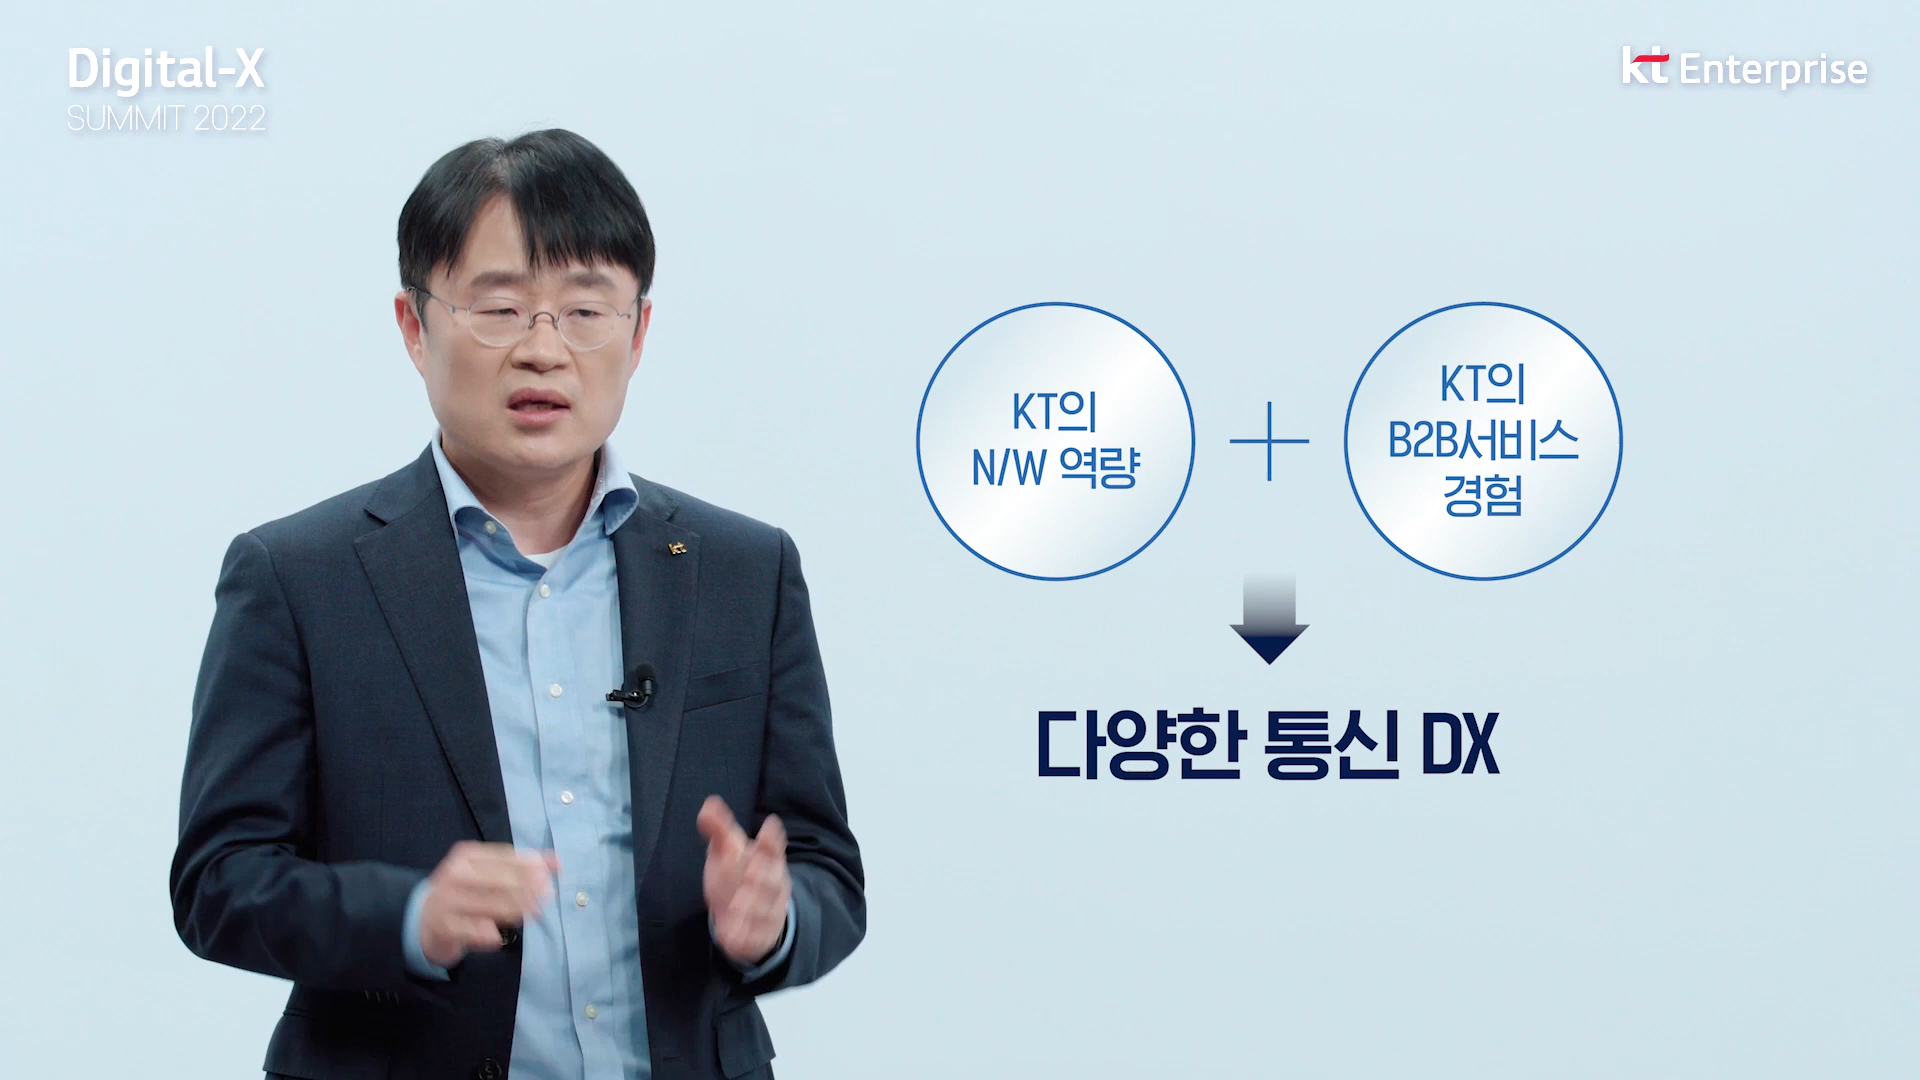 Digital-X
SUMMIT 2022
kt Enterprise
KT의
N/W 역량
KT의
B2B서비스
경험
다양한 통신 DX
kt